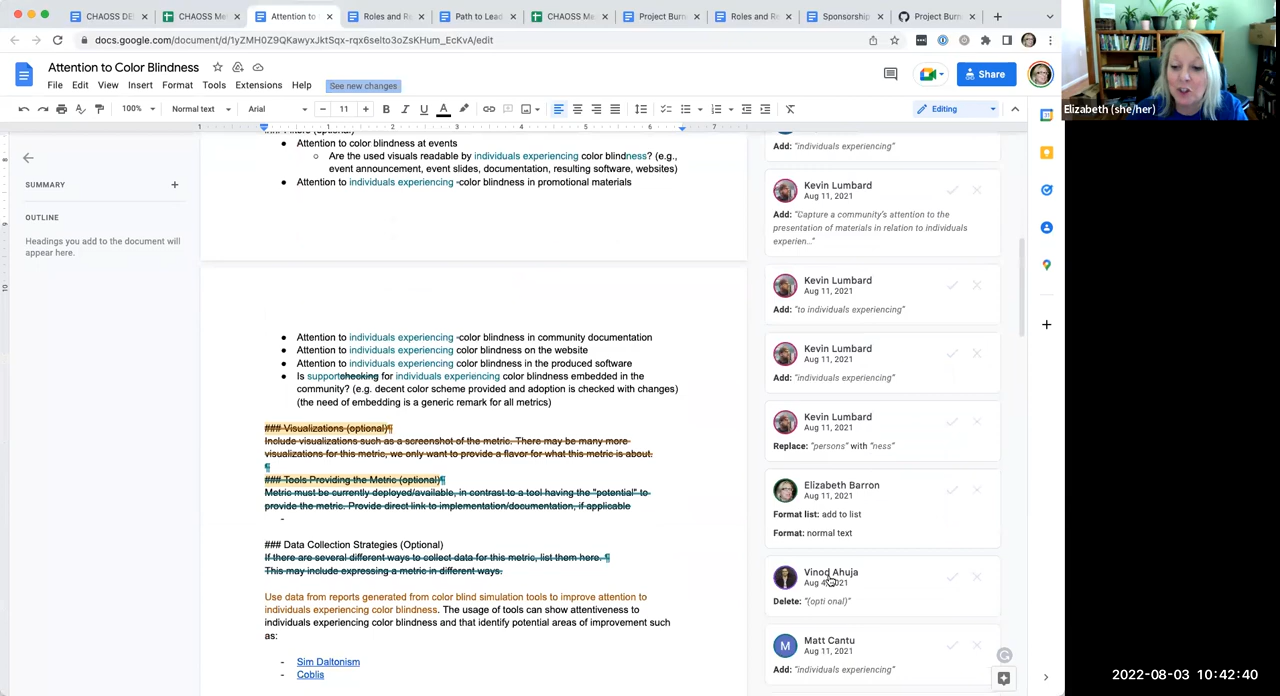 CHAOSS DE
CHAOSS Me
Attention to
Roles and Re
Path to Lead
CHAOSS Me
Project Burn
Roles and Re
Sponsorship
Project Burn
docs.google.com/document/d/1yZMH0Z9QKawyxJktSqx-rqx6selto3oZsKHum_EcKvA/edit
Attention to Color Blindness
File Edit View Insert Format Tools Extensions Help See new changes
Share
100% Normal text Arial 11
Editing
Elizabeth (she/her)
1 1 2 3 4 5 6 7
SUMMARY
OUTLINE
Headings you add to the document will
appear here.
Attention to color blindness at events
Are the used visuals readable by individuals experiencing color blindness? (e.g.,
event announcement, event slides, documentation, resulting software, websites)
Attention to individuals experiencing -color blindness in promotional materials
Attention to individuals experiencing -color blindness in community documentation
Attention to individuals experiencing color blindness on the website
Attention to individuals experiencing color blindness in the produced software
Is supportchecking for individuals experiencing color blindness embedded in the
community? (e.g. decent color scheme provided and adoption is checked with changes)
(the need of embedding is a generic remark for all metrics)
### Visualizations (optional)¶
Include visualizations such as a screenshot of the metric. There may be many more
visualizations for this metric, we only want to provide a flavor for what this metric is about.
¶
### Tools Providing the Metric (optional)¶
Metric must be currently deployed/available, in contrast to a tool having the "potential" to
provide the metric. Provide direct link to implementation/documentation, if applicable
-
### Data Collection Strategies (Optional)
If there are several different ways to collect data for this metric, list them here. ¶
This may include expressing a metric in different ways.
Use data from reports generated from color blind simulation tools to improve attention to
individuals experiencing color blindness. The usage of tools can show attentiveness to
individuals experiencing color blindness and that identify potential areas of improvement such
as:
- Sim Daltonism
- Coblis
Add: "individuals experiencing"
Kevin Lumbard
Aug 11, 2021
Add: "Capture a community's attention to the
presentation of materials in relation to individuals
experien..."
Kevin Lumbard
Aug 11, 2021
Add: "to individuals experiencing"
Kevin Lumbard
Aug 11, 2021
Add: "individuals experiencing"
Kevin Lumbard
Aug 11, 2021
Replace: "persons" with "ness"
Elizabeth Barron
Aug 11, 2021
Format list: add to list
Format: normal text
Vinod Ahuja
Aug 4, 2021
Delete: "(opti onal)"
M
Matt Cantu
Aug 11, 2021
Add: "individuals experiencing"
2022-08-03 10:42:40